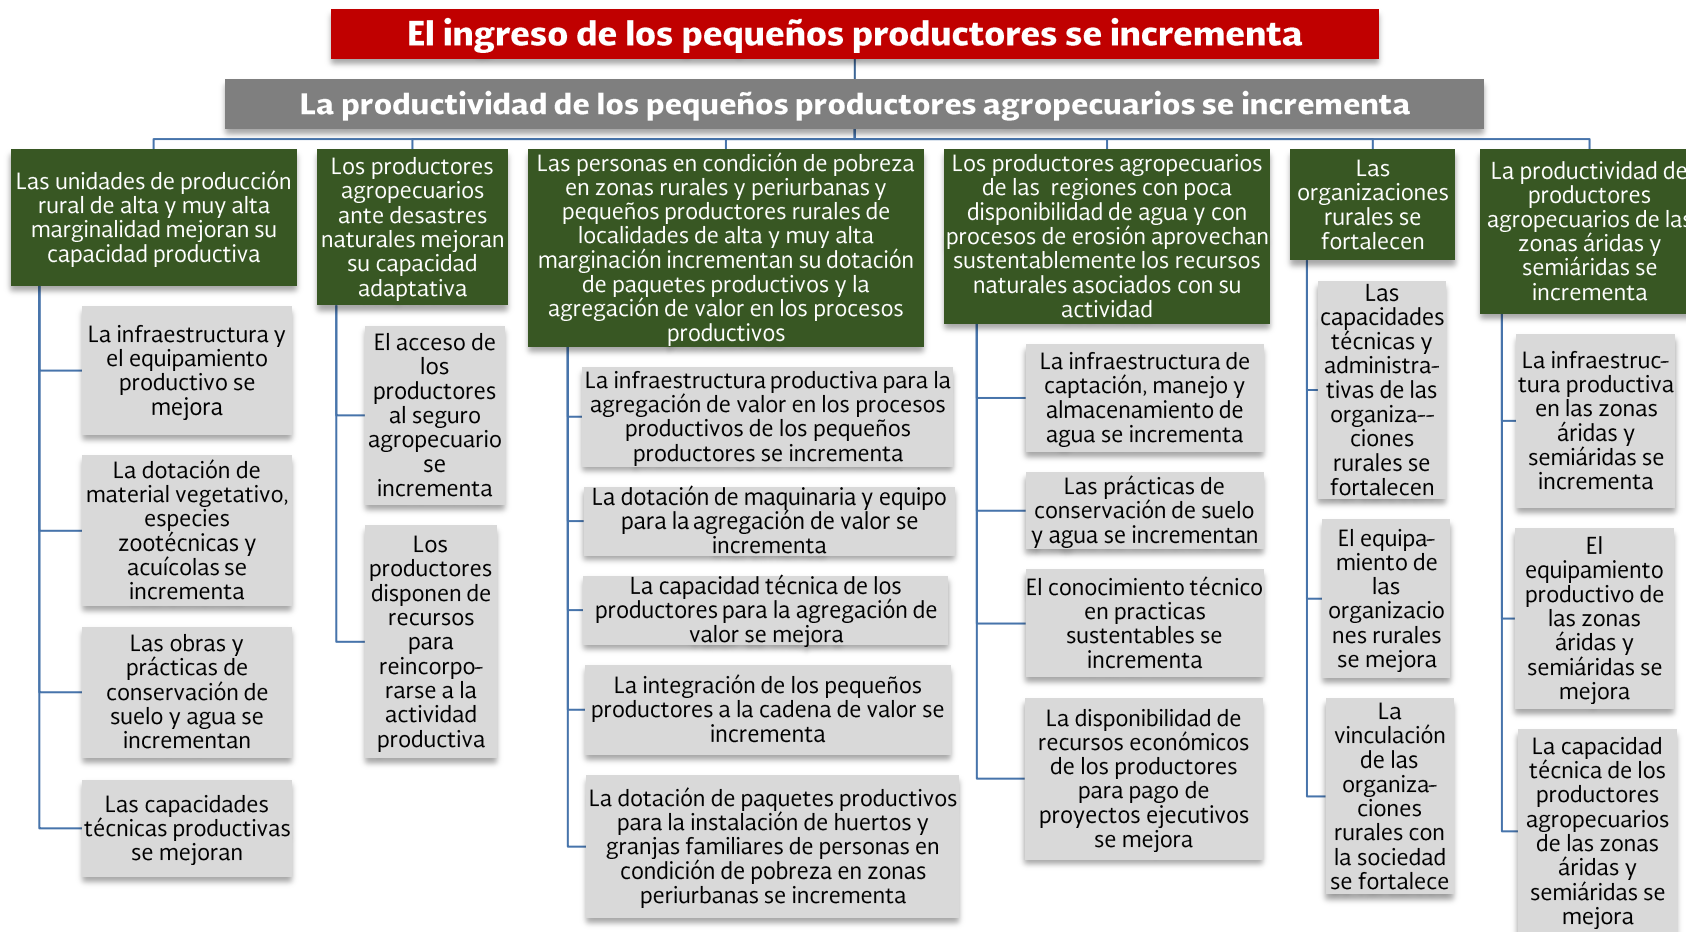 El ingreso de los pequeños productores se incrementa
La productividad de los pequeños productores agropecuarios se incrementa
Las unidades de producción
rural de alta y muy alta
marginalidad mejoran su
capacidad productiva
La infraestructura y
el equipamiento
productivo se
mejora
La dotación de
material vegetativo,
especies
zootécnicas y
acuícolas se
incrementa
Las obras y
prácticas de
conservación de
suelo y agua se
incrementan
Las capacidades
técnicas productivas
se mejoran
Los productores
agropecuarios
ante desastres
naturales mejoran
su capacidad
adaptativa
El acceso de
los
productores
al seguro
agropecuario
se
incrementa
Los
productores
disponen de
recursos
para
reincorpo-
rarse a la
actividad
productiva
Las personas en condición de pobreza
en zonas rurales y periurbanas y
pequeños productores rurales de
localidades de alta y muy alta
marginación incrementan su dotación
de paquetes productivos y la
agregación de valor en los procesos
productivos
La infraestructura productiva para la
agregación de valor en los procesos
productivos de los pequeños
productores se incrementa
La dotación de maquinaria y equipo
para la agregación de valor se
incrementa
La capacidad técnica de los
productores para la agregación de
valor se mejora
La integración de los pequeños
productores a la cadena de valor se
incrementa
La dotación de paquetes productivos
para la instalación de huertos y
granjas familiares de personas en
condición de pobreza en zonas
periurbanas se incrementa
Los productores agropecuarios
de las regiones con poca
disponibilidad de agua y con
procesos de erosión aprovechan
sustentablemente los recursos
naturales asociados con su
actividad
La infraestructura de
captación, manejo y
almacenamiento de
agua se incrementa
Las prácticas de
conservación de suelo
y agua se incrementan
El conocimiento técnico
en practicas
sustentables se
incrementa
La disponibilidad de
recursos económicos
de los productores
para pago de
proyectos ejecutivos
se mejora
Las
organizaciones
rurales se
fortalecen
Las
capacidades
técnicas y
administra-
tivas de las
organiza--
ciones
rurales se
fortalecen
El equipa-
miento de
las
organizacio
nes rurales
se mejora
La
vinculación
de las
organiza-
ciones
rurales con
la sociedad
se fortalece
La productividad de
productores
agropecuarios de las
zonas áridas y
semiáridas se
incrementa
La infraestruc-
tura productiva
en las zonas
áridas y
semiáridas se
incrementa
El
equipamiento
productivo de
las zonas
áridas y
semiáridas se
mejora
La capacidad
técnica de los
productores
agropecuarios
de las zonas
áridas y
semiáridas se
mejora